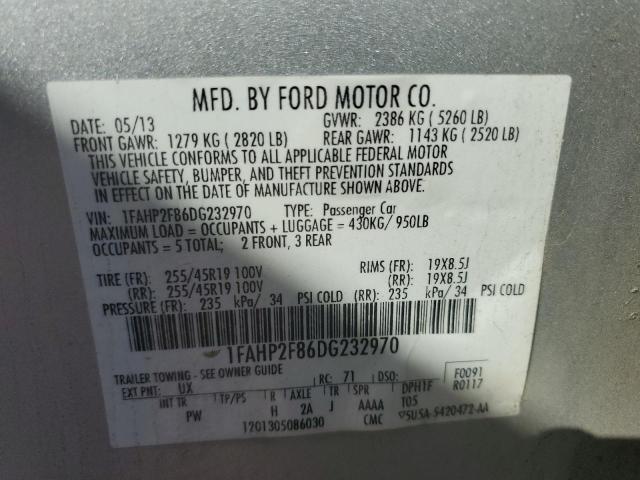 MFD. BY FORD MOTOR CO.
DATE: 05/13 GVWR: 2386 KG ( 5260 LB)
FRONT GAWR: 1279 KG ( 2820 LB) REAR GAWR: 1143 KG ( 2520 LB)
THIS VEHICLE CONFORMS TO ALL APPLICABLE FEDERAL MOTOR
VEHICLE SAFETY, BUMPER, AND THEFT PREVENTION STANDARDS
IN EFFECT ON THE DATE OF MANUFACTURE SHOWN ABOVE.
VIN: 1FAHP2F86DG232970 TYPE: Passenger Car
MAXIMUM LOAD = OCCUPANTS + LUGGAGE = 430KG/ 950LB
OCCUPANTS = 5 TOTAL; 2 FRONT, 3 REAR
TIRE (FR): 255/45R19 100V RIMS (FR): 19X8.5J
(RR): 255/45R19 100V (RR): 19X8.5J
PRESSURE (FR): 235 kPa/ 34 PSI COLD (RR): 235 kPa/ 34 PSI COLD
1FAHP2F86DG232970
TRAILER TOWING - SEE OWNER GUIDE F0091
EXT PNT: UX RC: 71 DSO: R0117
INT TR TP/PS R AXLE TR SPR DPH1F
PW H 2A J AAAA T05
1201305086030 CMC 5USA-5420472-AA